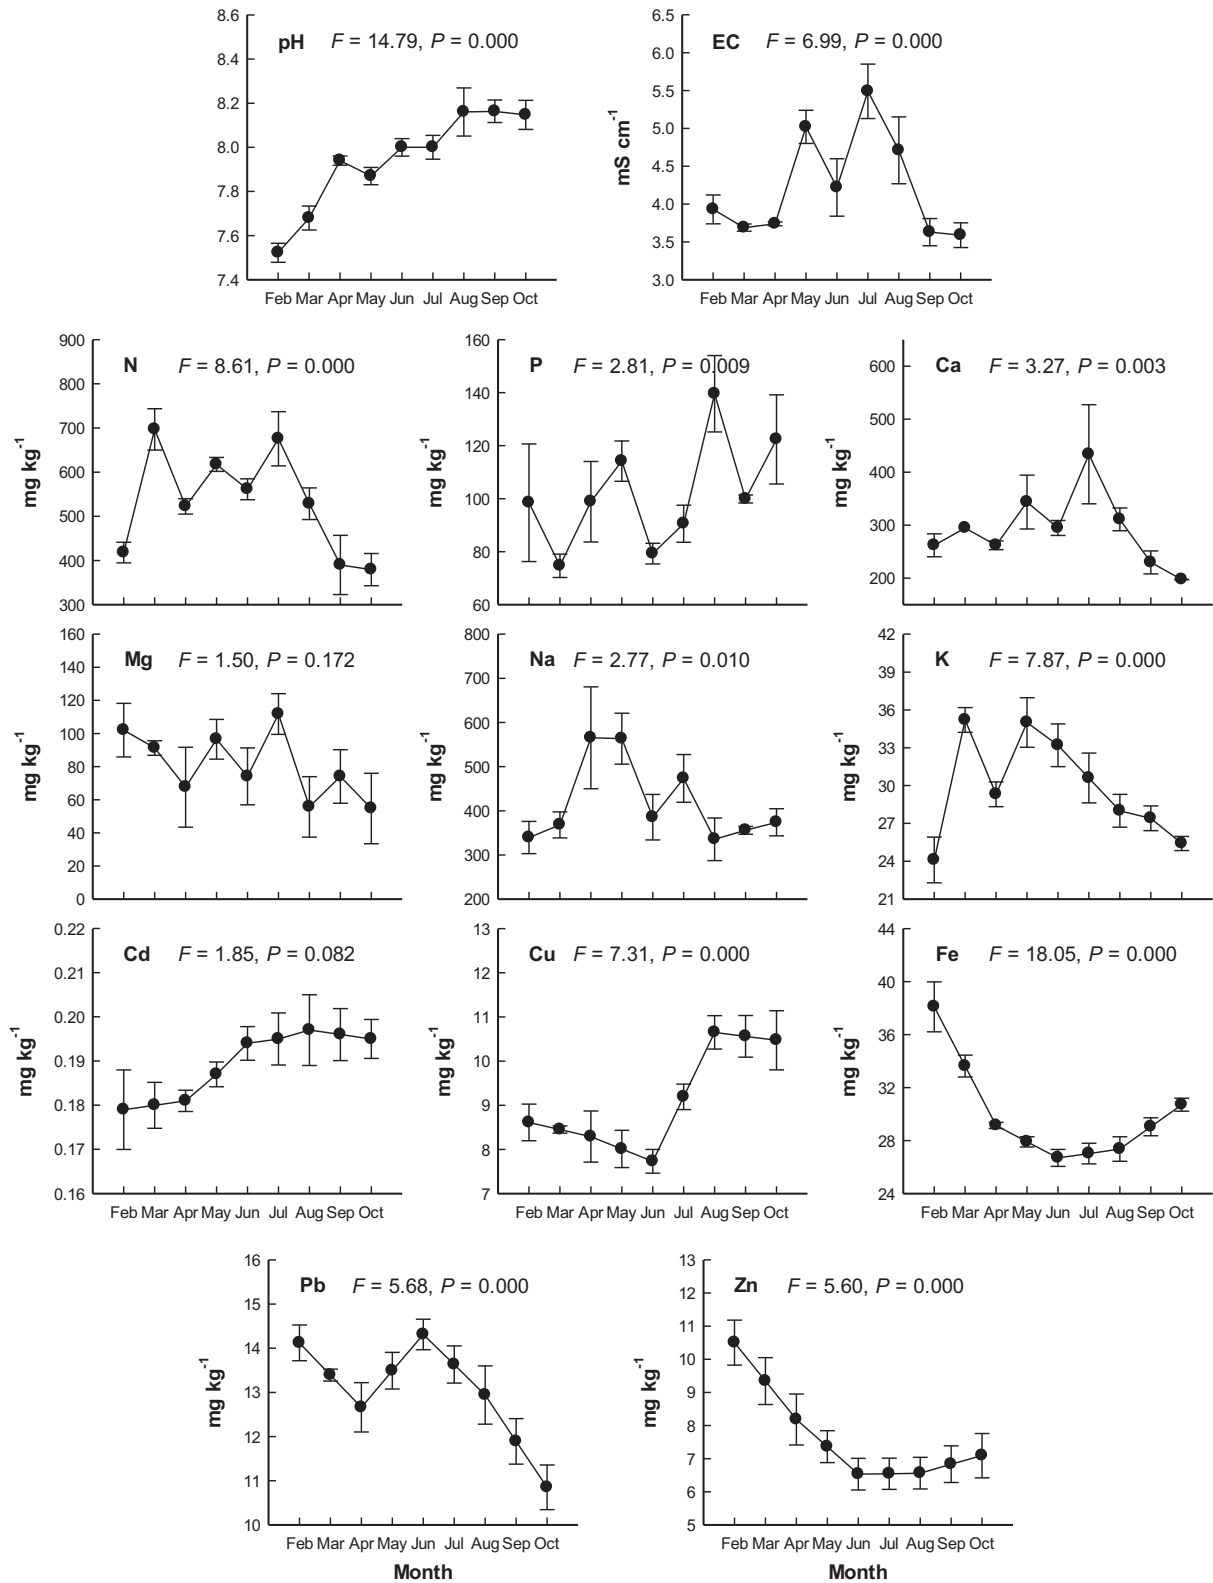 pH F = 14.79, P = 0.000
8.6
8.4
8.2
8.0
7.8
7.6
7.4
Feb Mar Apr May Jun Jul Aug Sep Oct
EC F = 6.99, P = 0.000
mS cm-1
6.5
6.0
5.5
5.0
4.5
4.0
3.5
3.0
Feb Mar Apr May Jun Jul Aug Sep Oct
N F = 8.61, P = 0.000
mg kg-1
900
800
700
600
500
400
300
P F = 2.81, P = 0.009
mg kg-1
160
140
120
100
80
60
Ca F = 3.27, P = 0.003
mg kg-1
600
500
400
300
200
Mg F = 1.50, P = 0.172
mg kg-1
160
140
120
100
80
60
40
20
0
Na F = 2.77, P = 0.010
mg kg-1
800
700
600
500
400
300
200
K F = 7.87, P = 0.000
mg kg-1
42
39
36
33
30
27
24
21
Cd F = 1.85, P = 0.082
mg kg-1
0.22
0.21
0.20
0.19
0.18
0.17
0.16
Feb Mar Apr May Jun Jul Aug Sep Oct
Cu F = 7.31, P = 0.000
mg kg-1
13
12
11
10
9
8
7
Feb Mar Apr May Jun Jul Aug Sep Oct
Fe F = 18.05, P = 0.000
mg kg-1
44
40
36
32
28
24
Feb Mar Apr May Jun Jul Aug Sep Oct
Pb F = 5.68, P = 0.000
mg kg-1
16
15
14
13
12
11
10
Feb Mar Apr May Jun Jul Aug Sep Oct
Month
Zn F = 5.60, P = 0.000
mg kg-1
13
12
11
10
9
8
7
6
5
Feb Mar Apr May Jun Jul Aug Sep Oct
Month